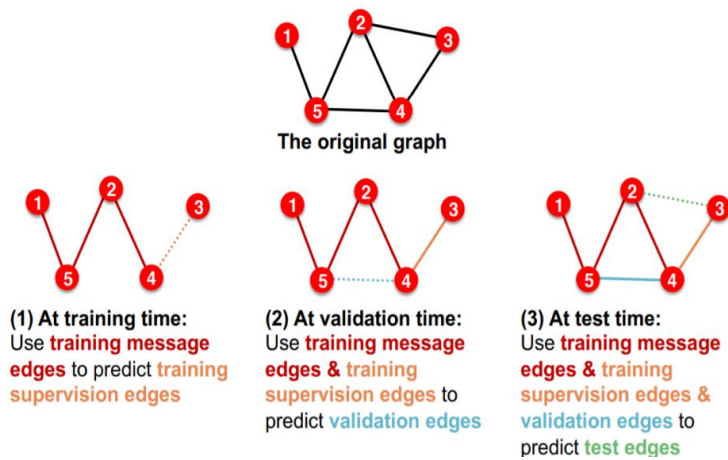 1
2
3
5
4
The original graph
1
2
3
5
4
1
2
3
5
4
1
2
3
5
4
(1) At training time:
Use training message
edges to predict training
supervision edges
(2) At validation time:
Use training message
edges & training
supervision edges to
predict validation edges
(3) At test time:
Use training message
edges & training
supervision edges &
validation edges to
predict test edges